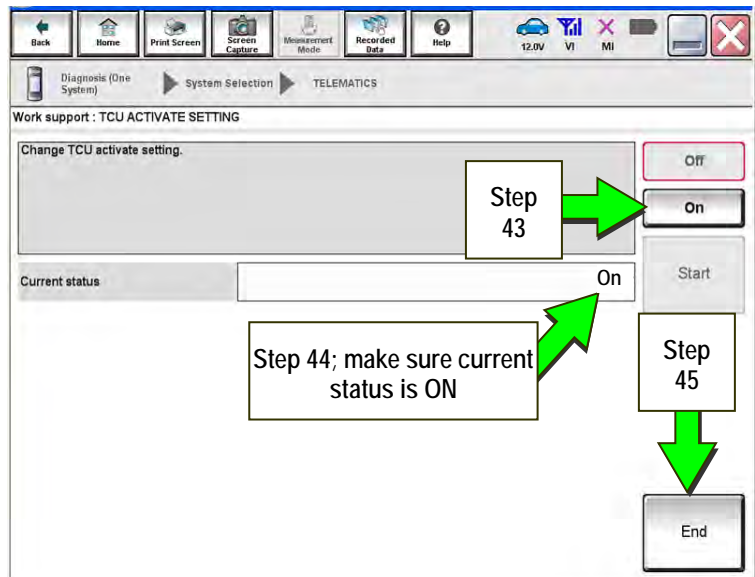 Back
Home
Print Screen
Screen
Capture
Measurement
Mode
Recorded
Data
Help
12.0V
VI
MI
Diagnosis (One
System)
System Selection
TELEMATICS
Work support : TCU ACTIVATE SETTING
Change TCU activate setting.
Off
Step
43
On
Current status
On
Start
Step 44; make sure current
status is ON
Step
45
End